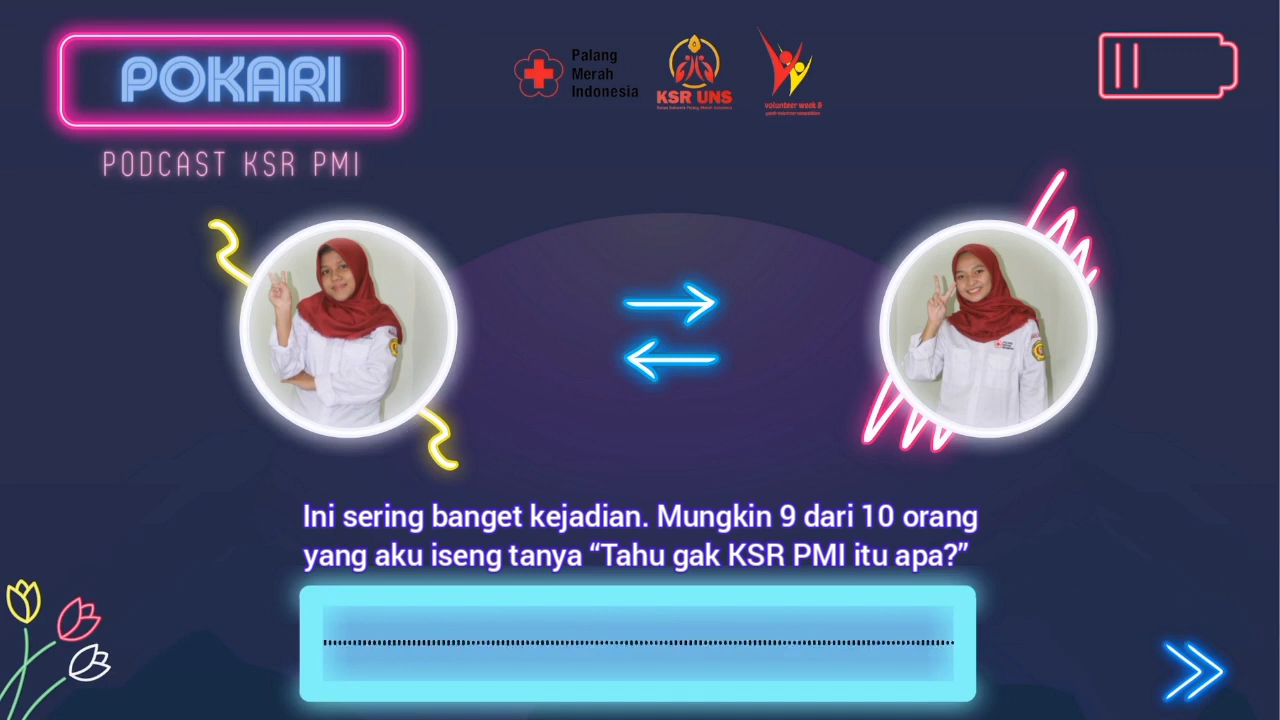 POKARI
PODCAST KSR PMI
Palang
Merah
Indonesia
KSR UNS
volunteer week 8
Ini sering banget kejadian. Mungkin 9 dari 10 orang
yang aku iseng tanya “Tahu gak KSR PMI itu apa?”